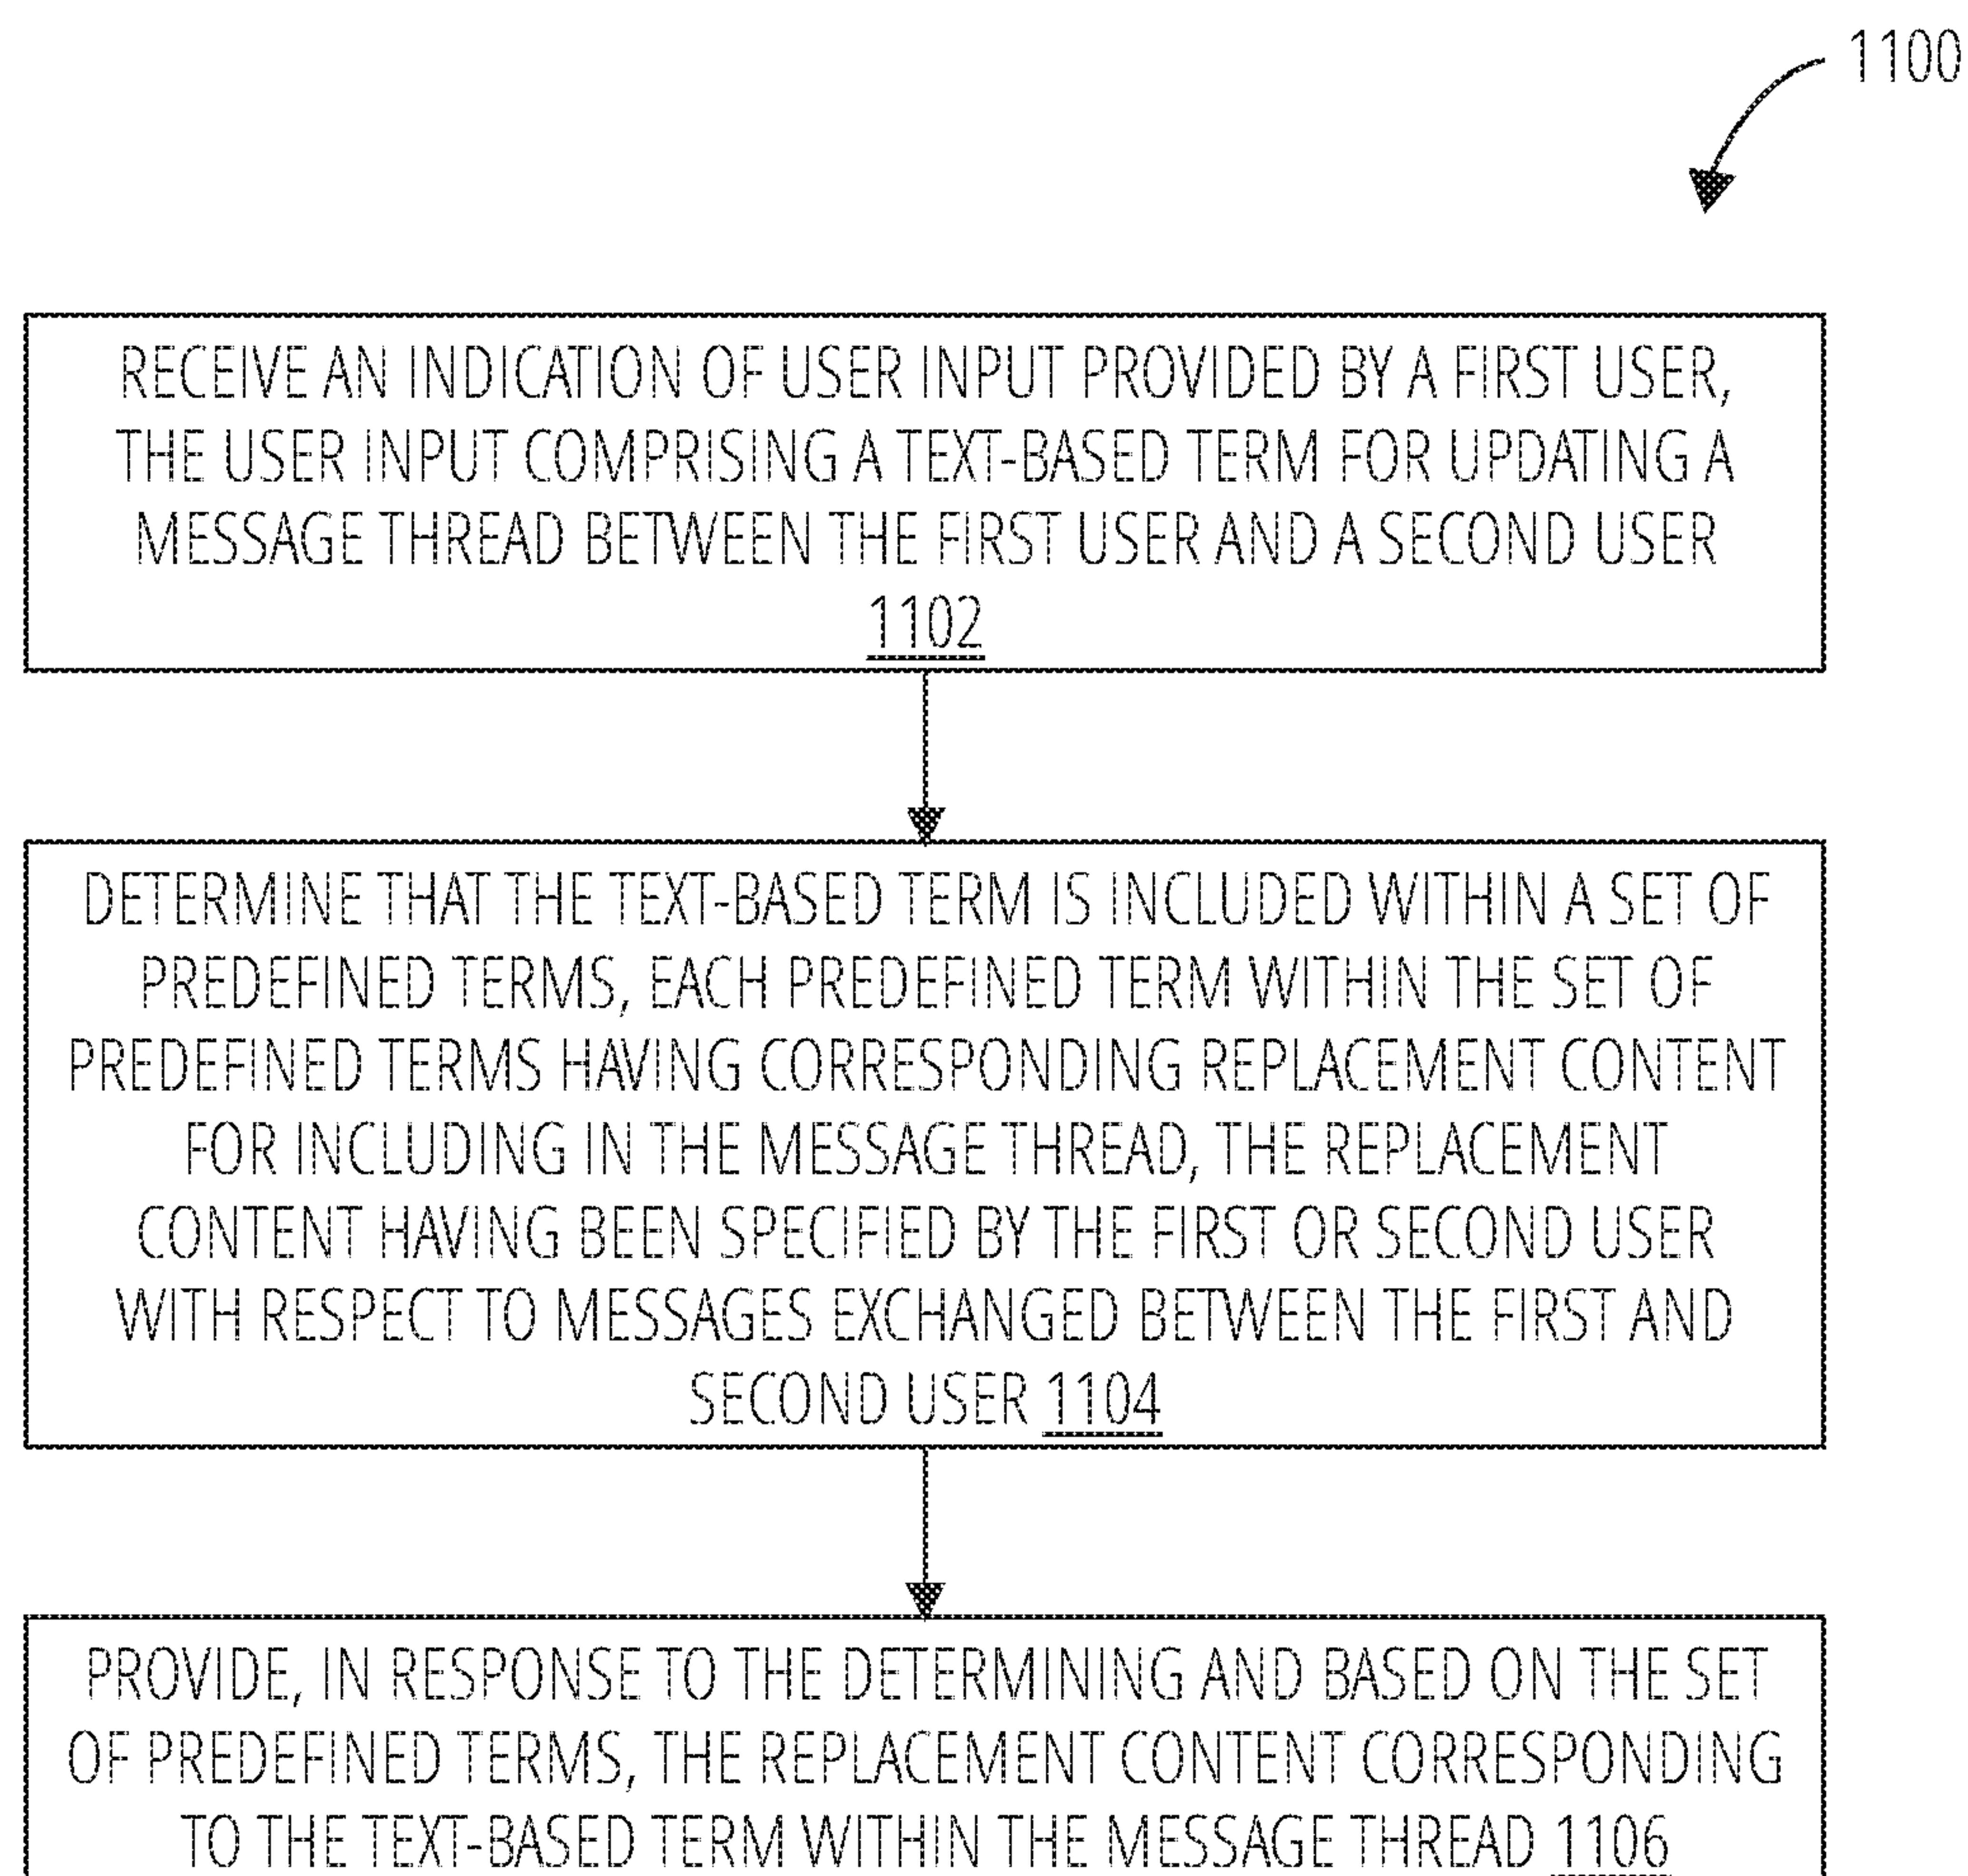 1100
RECEIVE AN INDICATION OF USER INPUT PROVIDED BY A FIRST USER,
THE USER INPUT COMPRISING A TEXT-BASED TERM FOR UPDATING A
MESSAGE THREAD BETWEEN THE FIRST USER AND A SECOND USER
1102
DETERMINE THAT THE TEXT-BASED TERM IS INCLUDED WITHIN A SET OF
PREDEFINED TERMS, EACH PREDEFINED TERM WITHIN THE SET OF
PREDEFINED TERMS HAVING CORRESPONDING REPLACEMENT CONTENT
FOR INCLUDING IN THE MESSAGE THREAD, THE REPLACEMENT
CONTENT HAVING BEEN SPECIFIED BY THE FIRST OR SECOND USER
WITH RESPECT TO MESSAGES EXCHANGED BETWEEN THE FIRST AND
SECOND USER 1104
PROVIDE, IN RESPONSE TO THE DETERMINING AND BASED ON THE SET
OF PREDEFINED TERMS, THE REPLACEMENT CONTENT CORRESPONDING
TO THE TEXT-BASED TERM WITHIN THE MESSAGE THREAD 1106